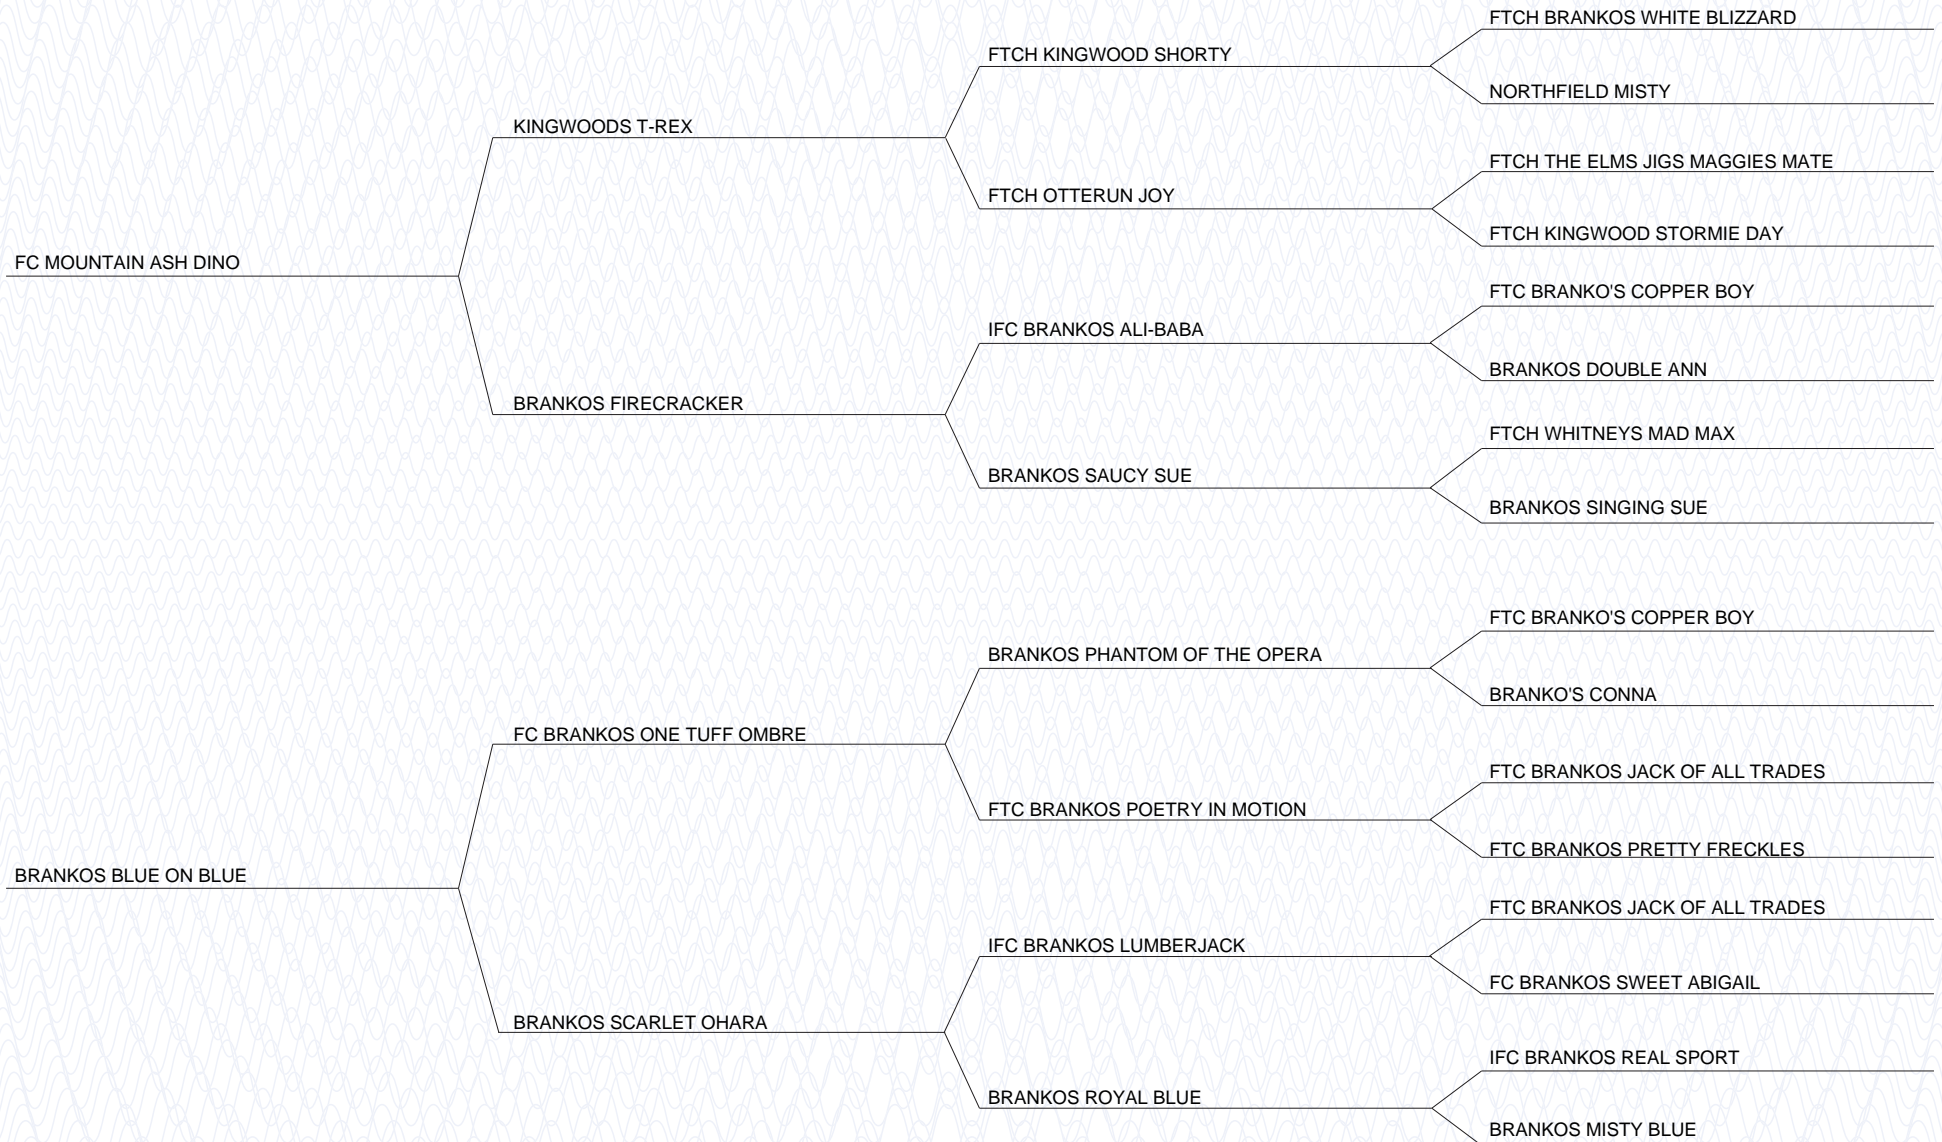 FTCH BRANKOS WHITE BLIZZARD
FTCH KINGWOOD SHORTY
NORTHFIELD MISTY
KINGWOODS T-REX
FTCH THE ELMS JIGS MAGGIES MATE
FTCH OTTERUN JOY
FTCH KINGWOOD STORMIE DAY
FC MOUNTAIN ASH DINO
FTC BRANKO'S COPPER BOY
IFC BRANKOS ALI-BABA
BRANKOS DOUBLE ANN
BRANKOS FIRECRACKER
FTCH WHITNEYS MAD MAX
BRANKOS SAUCY SUE
BRANKOS SINGING SUE
FTC BRANKO'S COPPER BOY
BRANKOS PHANTOM OF THE OPERA
BRANKO'S CONNA
FC BRANKOS ONE TUFF OMBRE
FTC BRANKOS JACK OF ALL TRADES
FTC BRANKOS POETRY IN MOTION
FTC BRANKOS PRETTY FRECKLES
BRANKOS BLUE ON BLUE
FTC BRANKOS JACK OF ALL TRADES
IFC BRANKOS LUMBERJACK
FC BRANKOS SWEET ABIGAIL
BRANKOS SCARLET OHARA
IFC BRANKOS REAL SPORT
BRANKOS ROYAL BLUE
BRANKOS MISTY BLUE